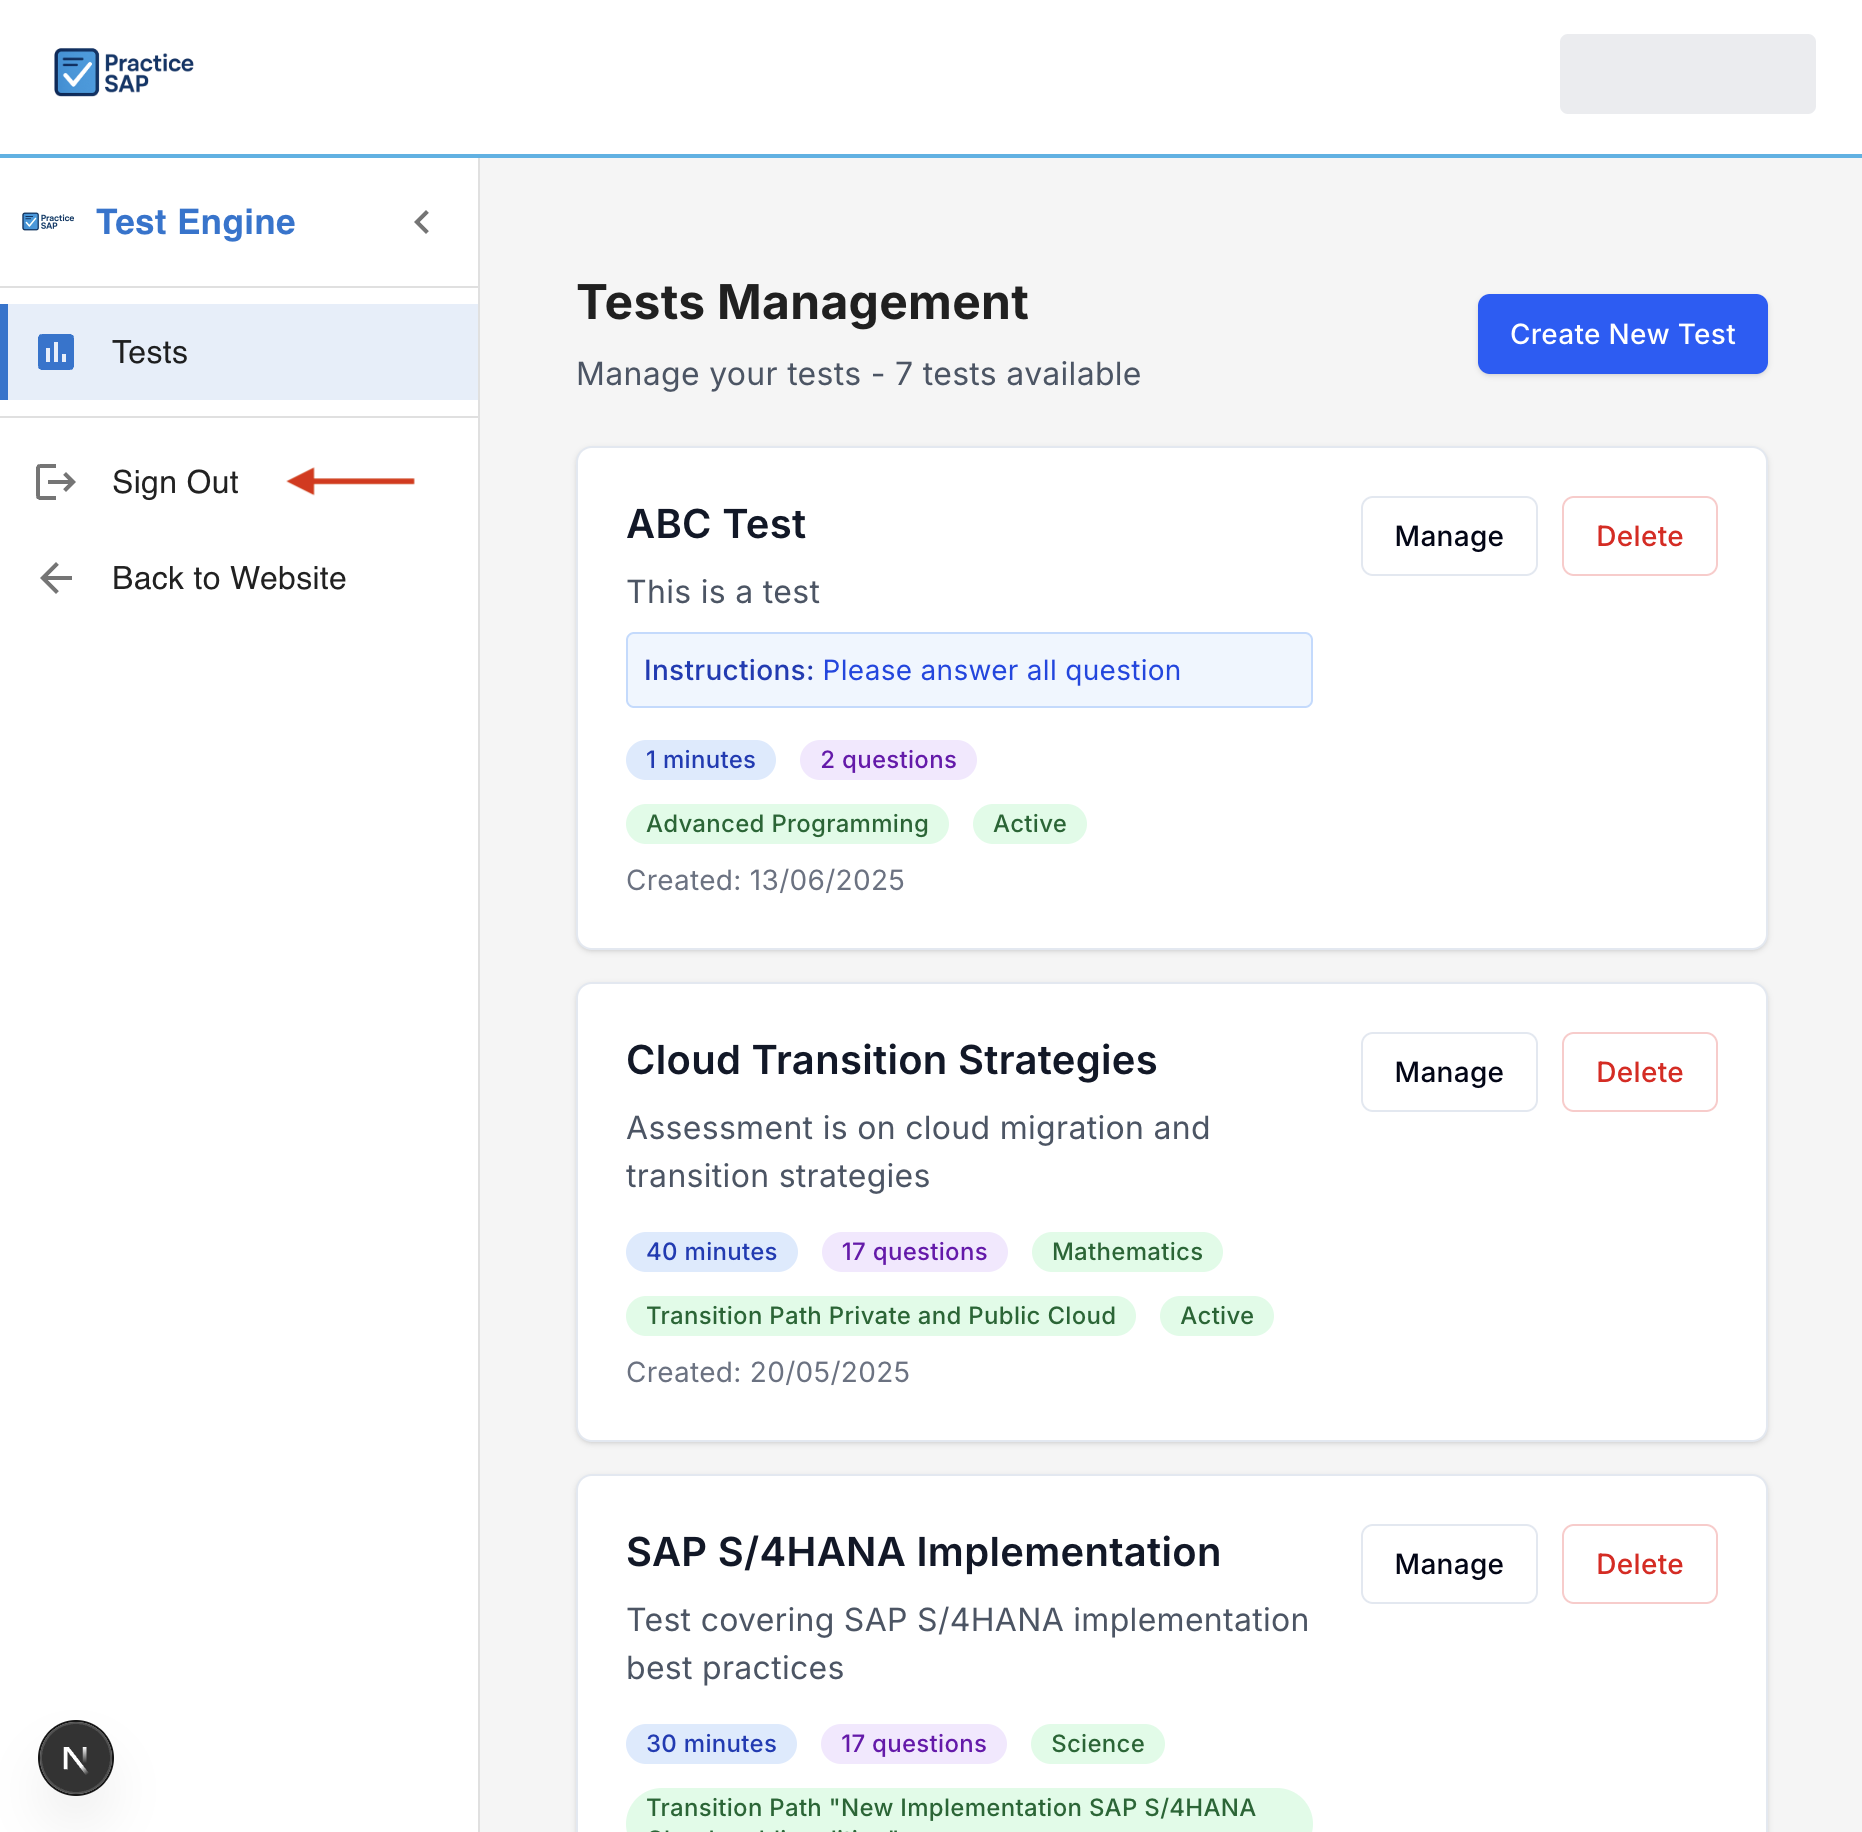 Practice
SAP
Practice
SAP
Test Engine
Tests
Sign Out
Back to Website
Tests Management
Manage your tests - 7 tests available
Create New Test
ABC Test
Manage
Delete
This is a test
Instructions: Please answer all question
1 minutes
2 questions
Advanced Programming
Active
Created: 13/06/2025
Cloud Transition Strategies
Manage
Delete
Assessment is on cloud migration and
transition strategies
40 minutes
17 questions
Mathematics
Transition Path Private and Public Cloud
Active
Created: 20/05/2025
SAP S/4HANA Implementation
Manage
Delete
Test covering SAP S/4HANA implementation
best practices
30 minutes
17 questions
Science
Transition Path "New Implementation SAP S/4HANA
N